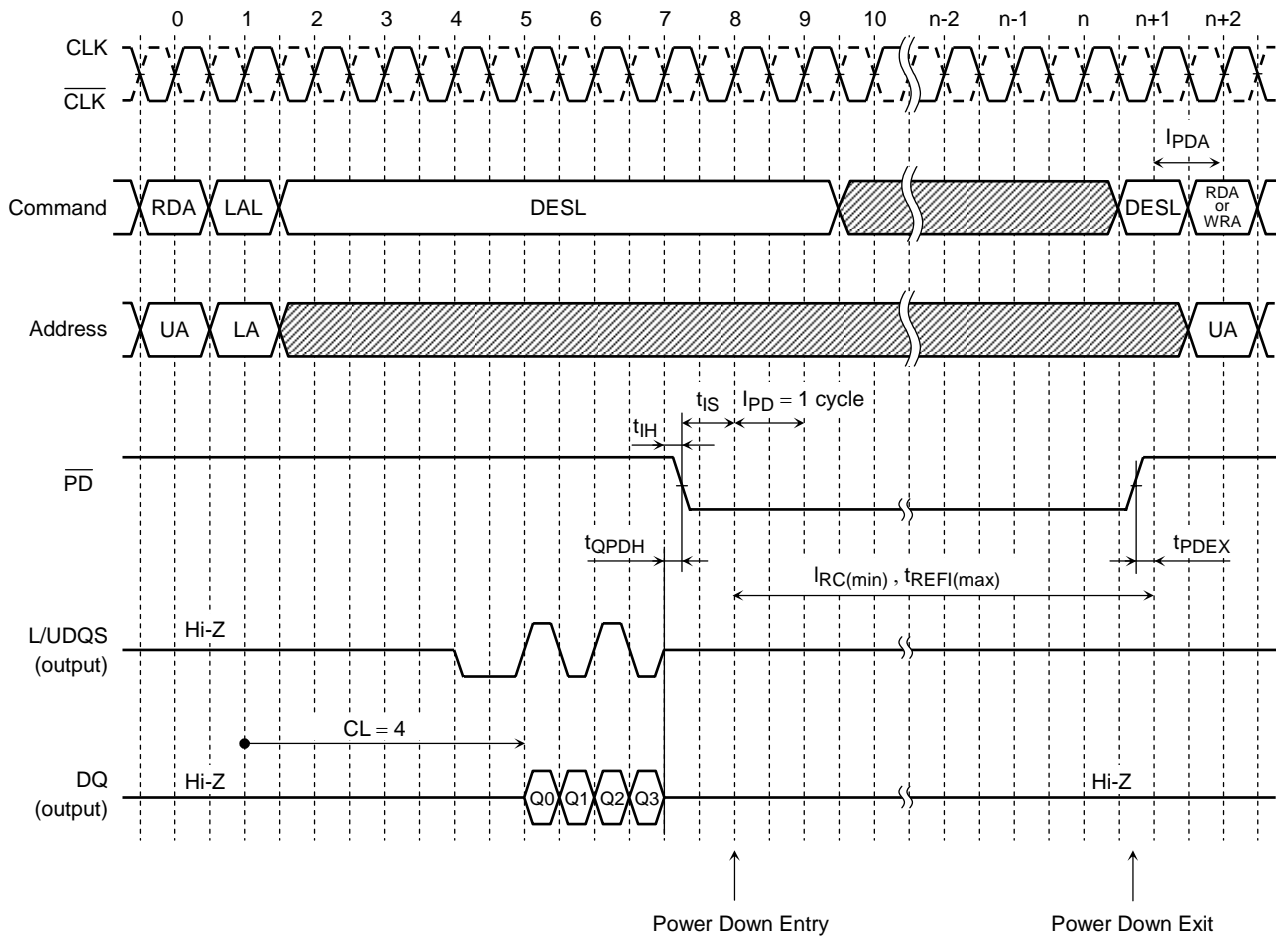 0 1 2 3 4 5 6 7 8 9 10 n-2 n-1 n n+1 n+2
CLK
CLK
IPDA
Command RDA LAL DESL DESL RDA or WRA
Address UA LA UA
tIS IPD = 1 cycle
tIH
PD
tQPDH tPDEX
IRC(min) , tREFI(max)
L/UDQS
(output)
Hi-Z
CL = 4
DQ
(output)
Hi-Z Q0 Q1 Q2 Q3 Hi-Z
Power Down Entry Power Down Exit